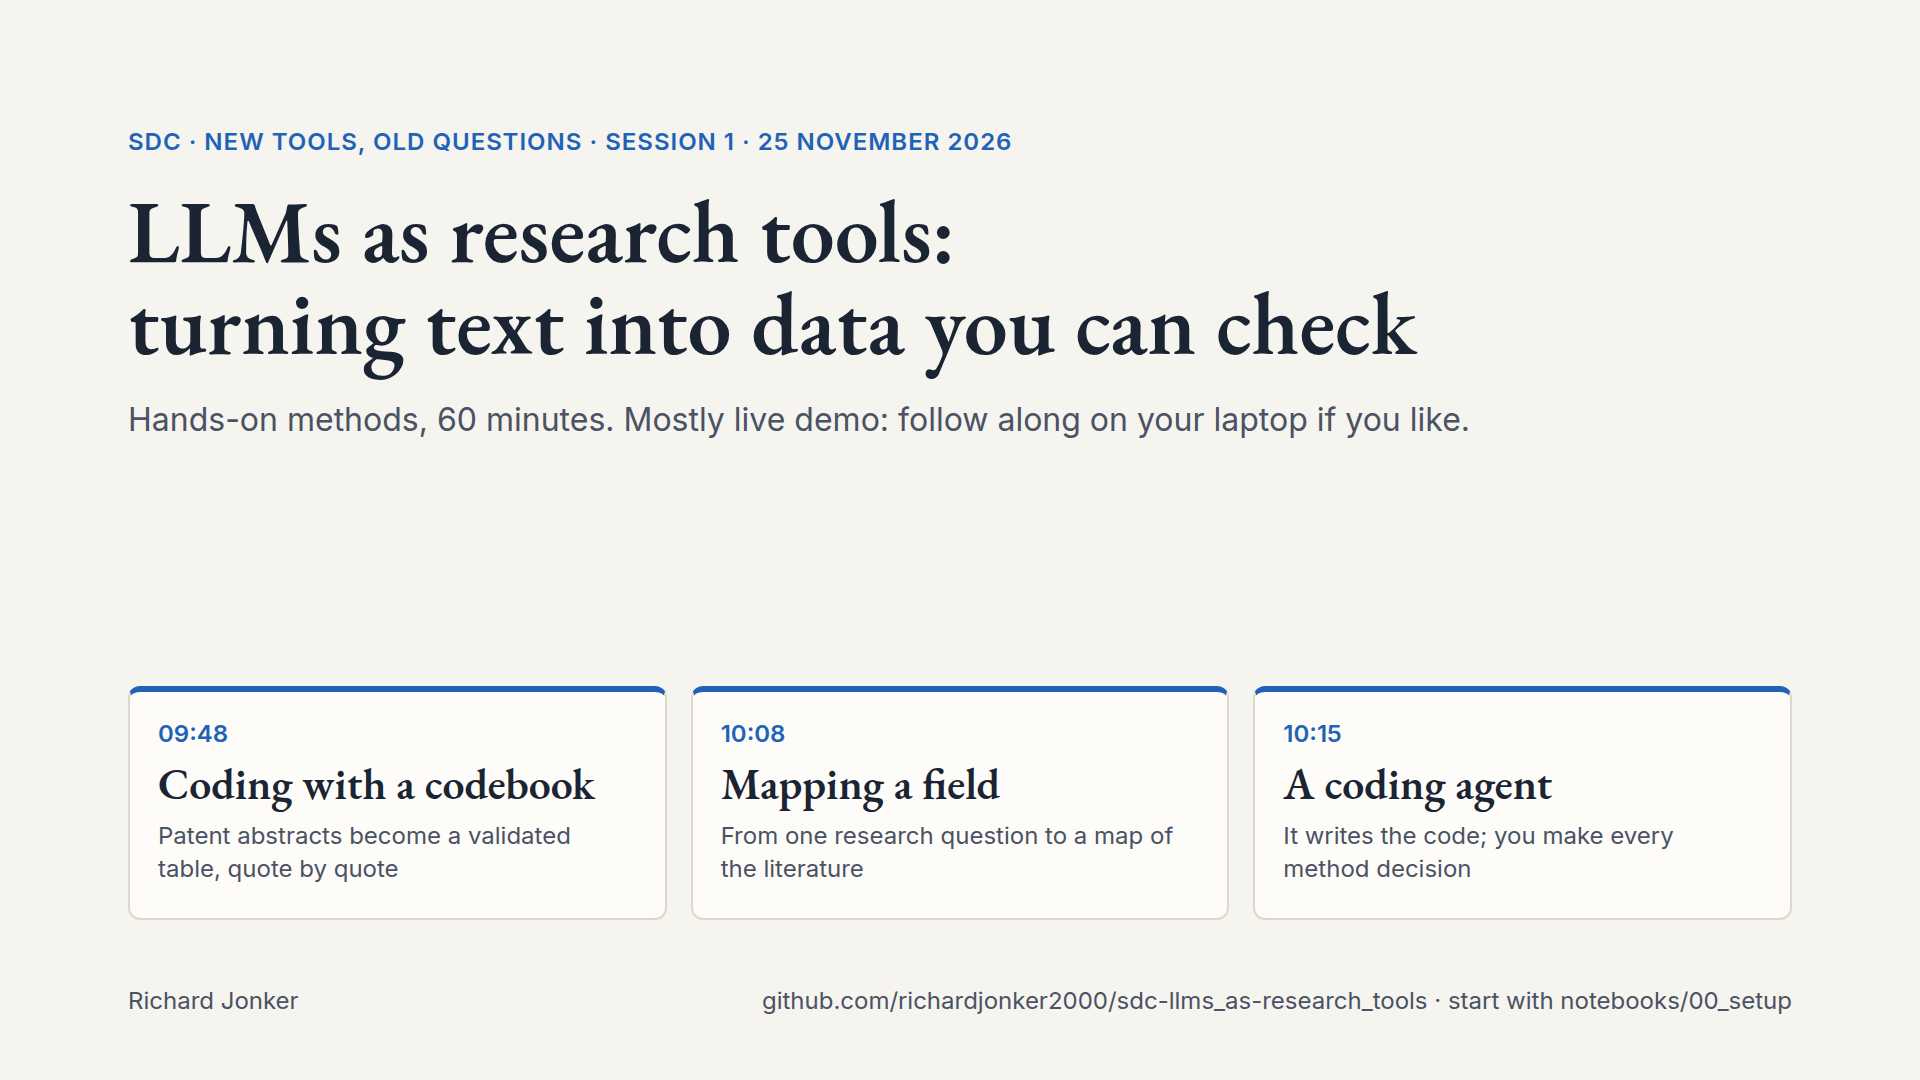 SDC · NEW TOOLS, OLD QUESTIONS · SESSION 1 · 25 NOVEMBER 2026
LLMs as research tools:
turning text into data you can check
Hands-on methods, 60 minutes. Mostly live demo: follow along on your laptop if you like.
09:48
Coding with a codebook
Patent abstracts become a validated
table, quote by quote
10:08
Mapping a field
From one research question to a map of
the literature
10:15
A coding agent
It writes the code; you make every
method decision
Richard Jonker
github.com/richardjonker2000/sdc-llms_as-research_tools · start with notebooks/00_setup